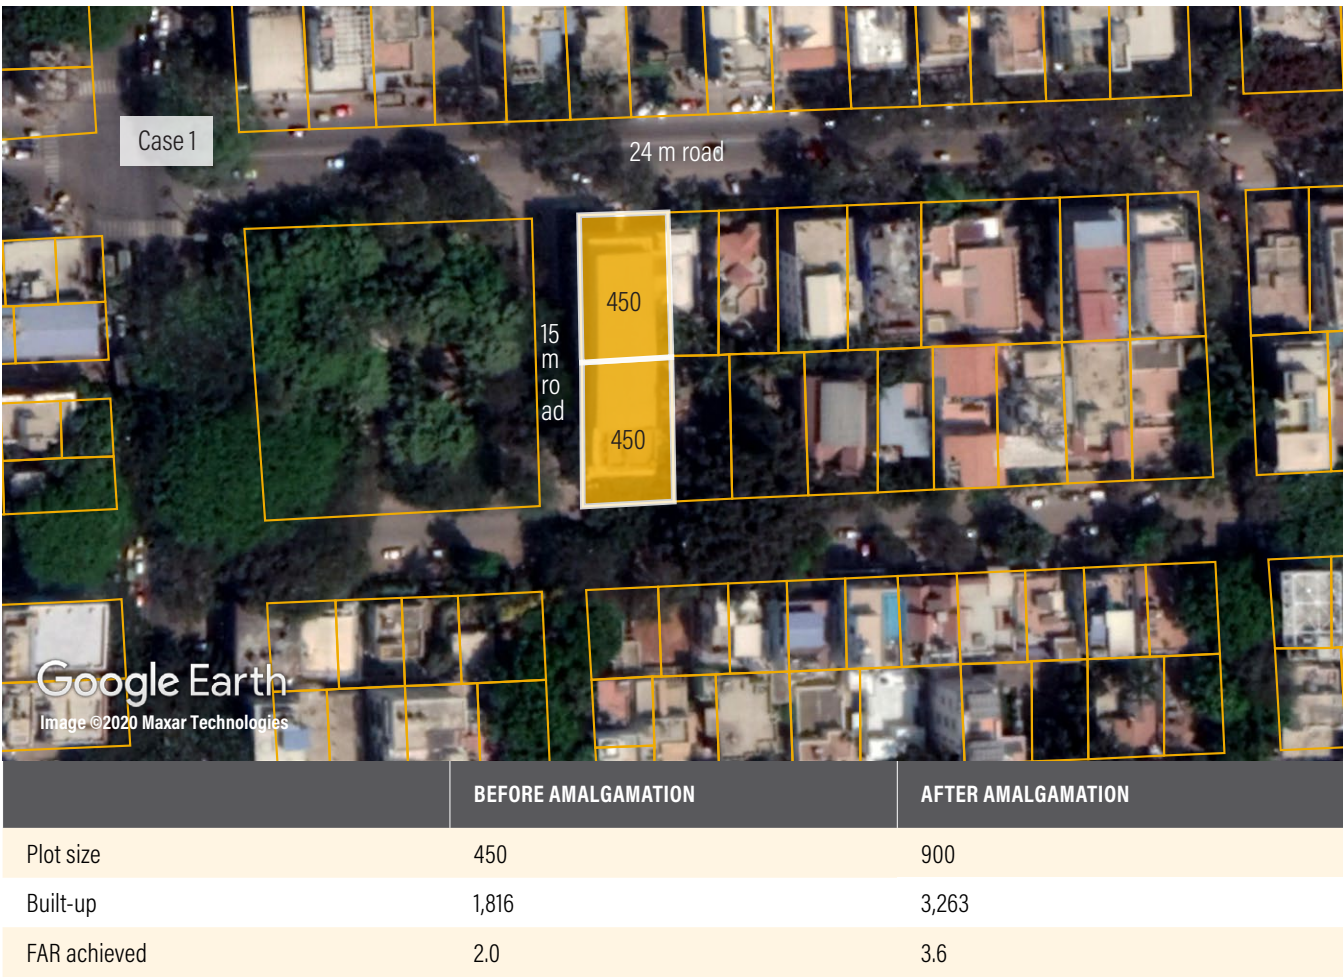 Case 1
24 m road
15
m
ro
ad
450
450
Google Earth
Image ©2020 Maxar Technologies
BEFORE AMALGAMATION AFTER AMALGAMATION
Plot size 450 900
Built-up 1,816 3,263
FAR achieved 2.0 3.6